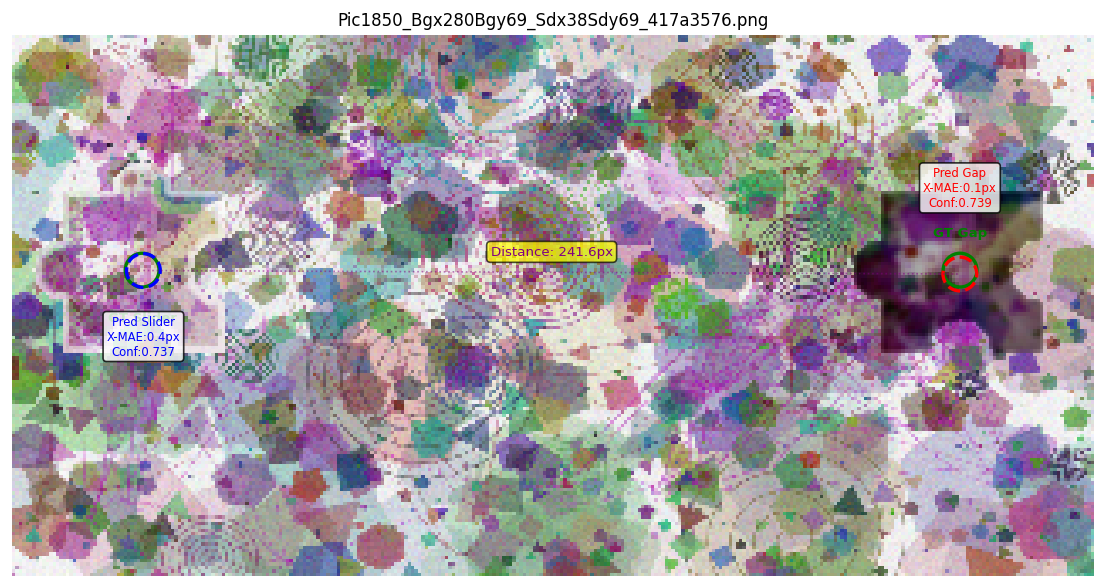 Pic1850_Bgx280Bgy69_Sdx38Sdy69_417a3576.png
Pred Gap
X-MAE:0.1px
Conf:0.739
GT Gap
Distance: 241.6px
Pred Slider
X-MAE:0.4px
Conf:0.737